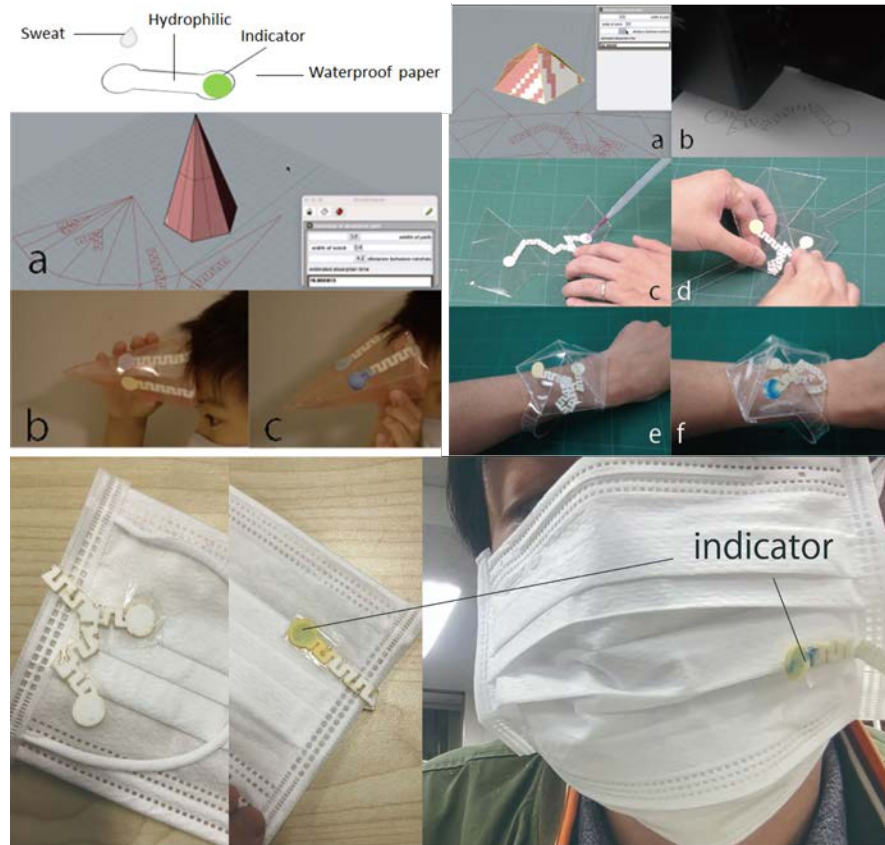 Sweat
Hydrophilic
Indicator
Waterproof paper
a
width of path
width of notch
distance between notches
estimated absorption time
b
c
a
b
c
d
e
f
indicator